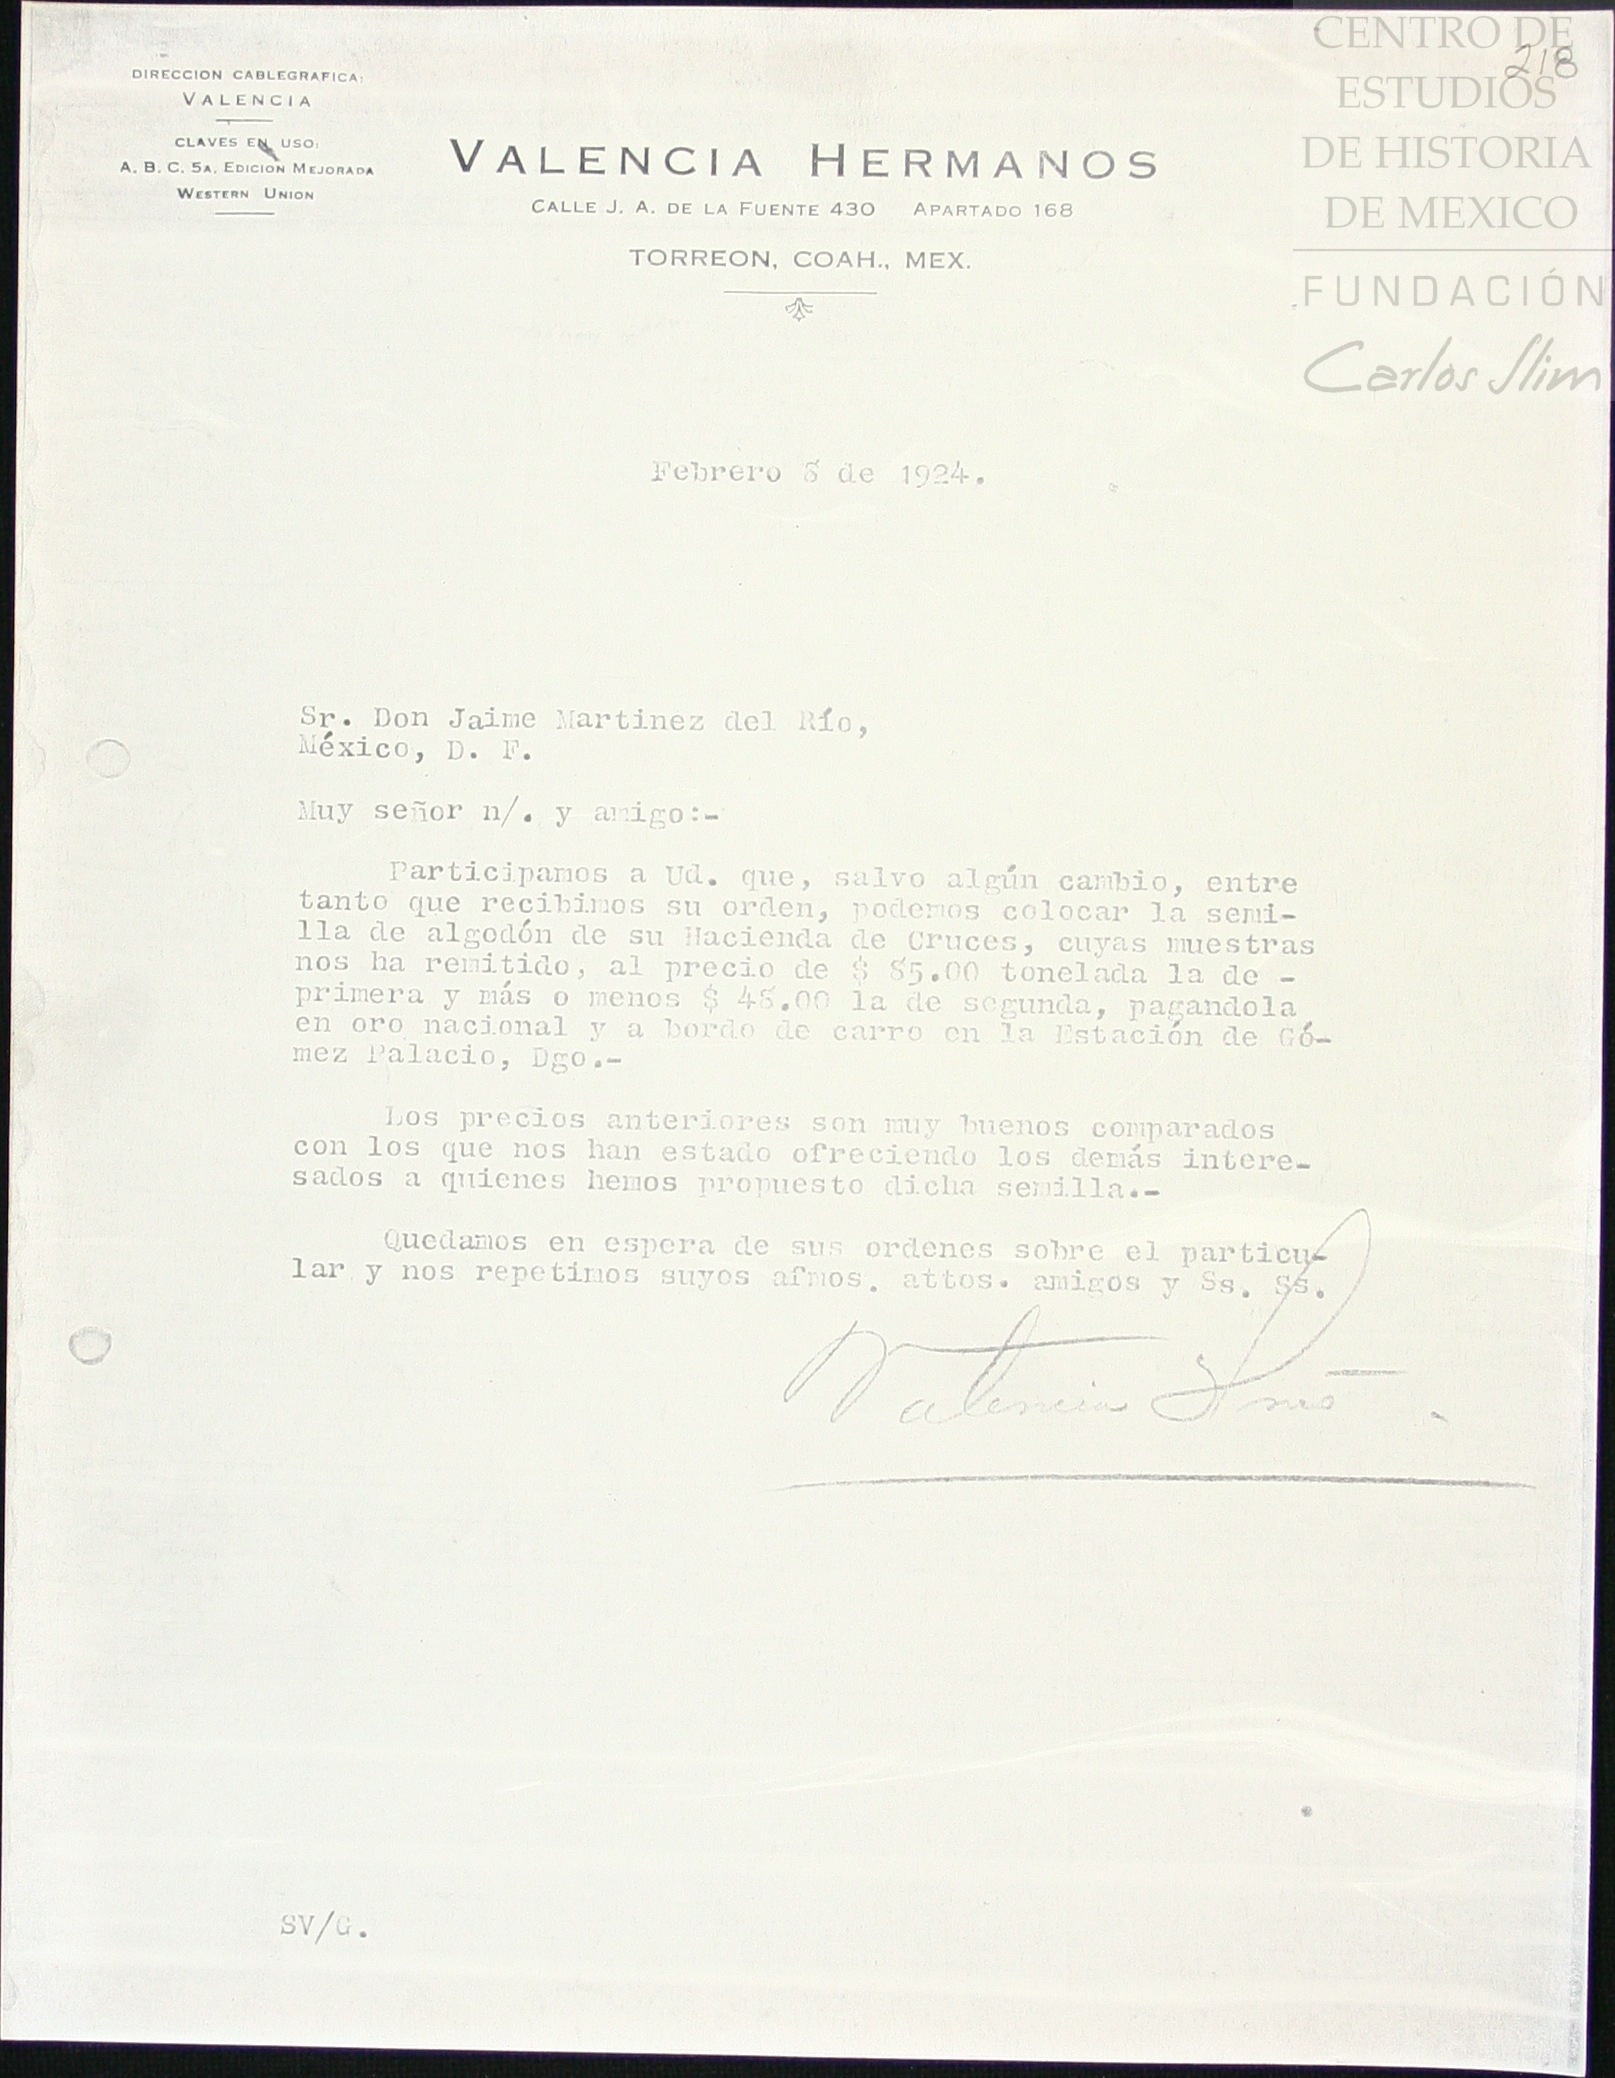 DIRECCION CABLEGRAFICA:
VALENCIA
CLAVES EN USO:
A. B. C. 5A. EDICION MEJORADA
WESTERN UNION
VALENCIA HERMANOS
CALLE J. A. DE LA FUENTE 430 APARTADO 168
TORREON, COAH., MEX.
218
CENTRO DE
ESTUDIOS
DE HISTORIA
DE MEXICO
FUNDACIÓN
Carlos Slim
Febrero 8 de 1924.
Sr. Don Jaime Martinez del Río,
México, D. F.
Muy señor n/. y amigo:-
Participamos a Ud. que, salvo algún cambio, entre
tanto que recibimos su orden, podemos colocar la semi-
lla de algodón de su Hacienda de Cruces, cuyas muestras
nos ha remitido, al precio de $ 85.00 tonelada la de -
primera y más o menos $ 48.00 la de segunda, pagandola
en oro nacional y a bordo de carro en la Estación de Gó-
mez Palacio, Dgo.-
Los precios anteriores son muy buenos comparados
con los que nos han estado ofreciendo los demás intere-
sados a quienes hemos propuesto dicha semilla.-
Quedamos en espera de sus ordenes sobre el particu-
lar y nos repetimos suyos afmos. attos. amigos y Ss. Ss.
Valencia Hnos.
SV/G.